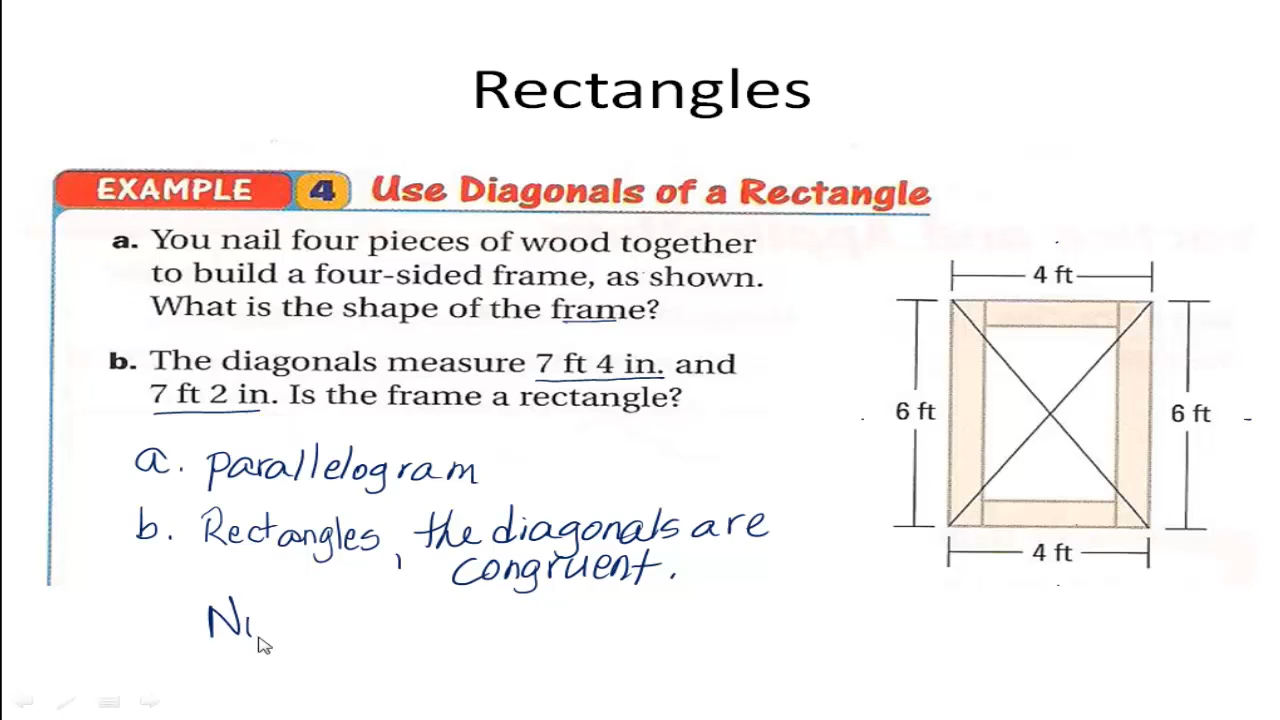 Rectangles
EXAMPLE 4 Use Diagonals of a Rectangle
a. You nail four pieces of wood together
to build a four-sided frame, as shown.
What is the shape of the frame?
b. The diagonals measure 7 ft 4 in. and
7 ft 2 in. Is the frame a rectangle?
a. parallelogram
b. Rectangles, the diagonals are
congruent.
4 ft
6 ft
6 ft
4 ft